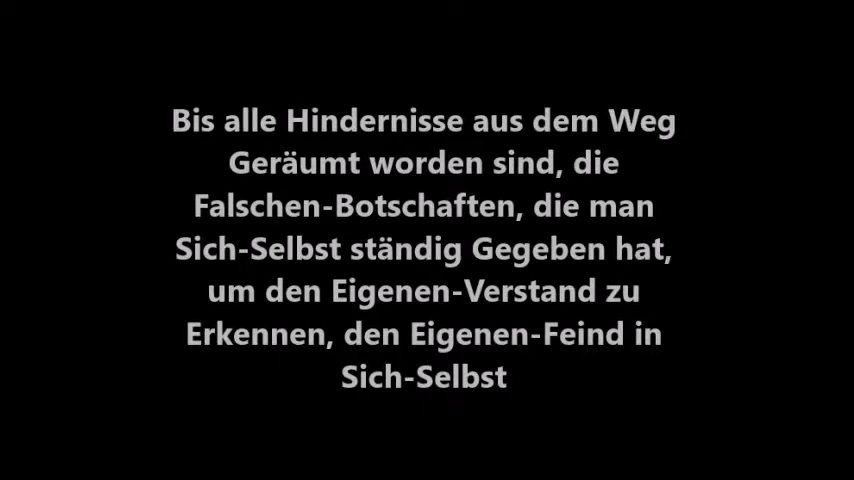 Bis alle Hindernisse aus dem Weg
Geräumt worden sind, die
Falschen-Botschaften, die man
Sich-Selbst ständig Gegeben hat,
um den Eigenen-Verstand zu
Erkennen, den Eigenen-Feind in
Sich-Selbst